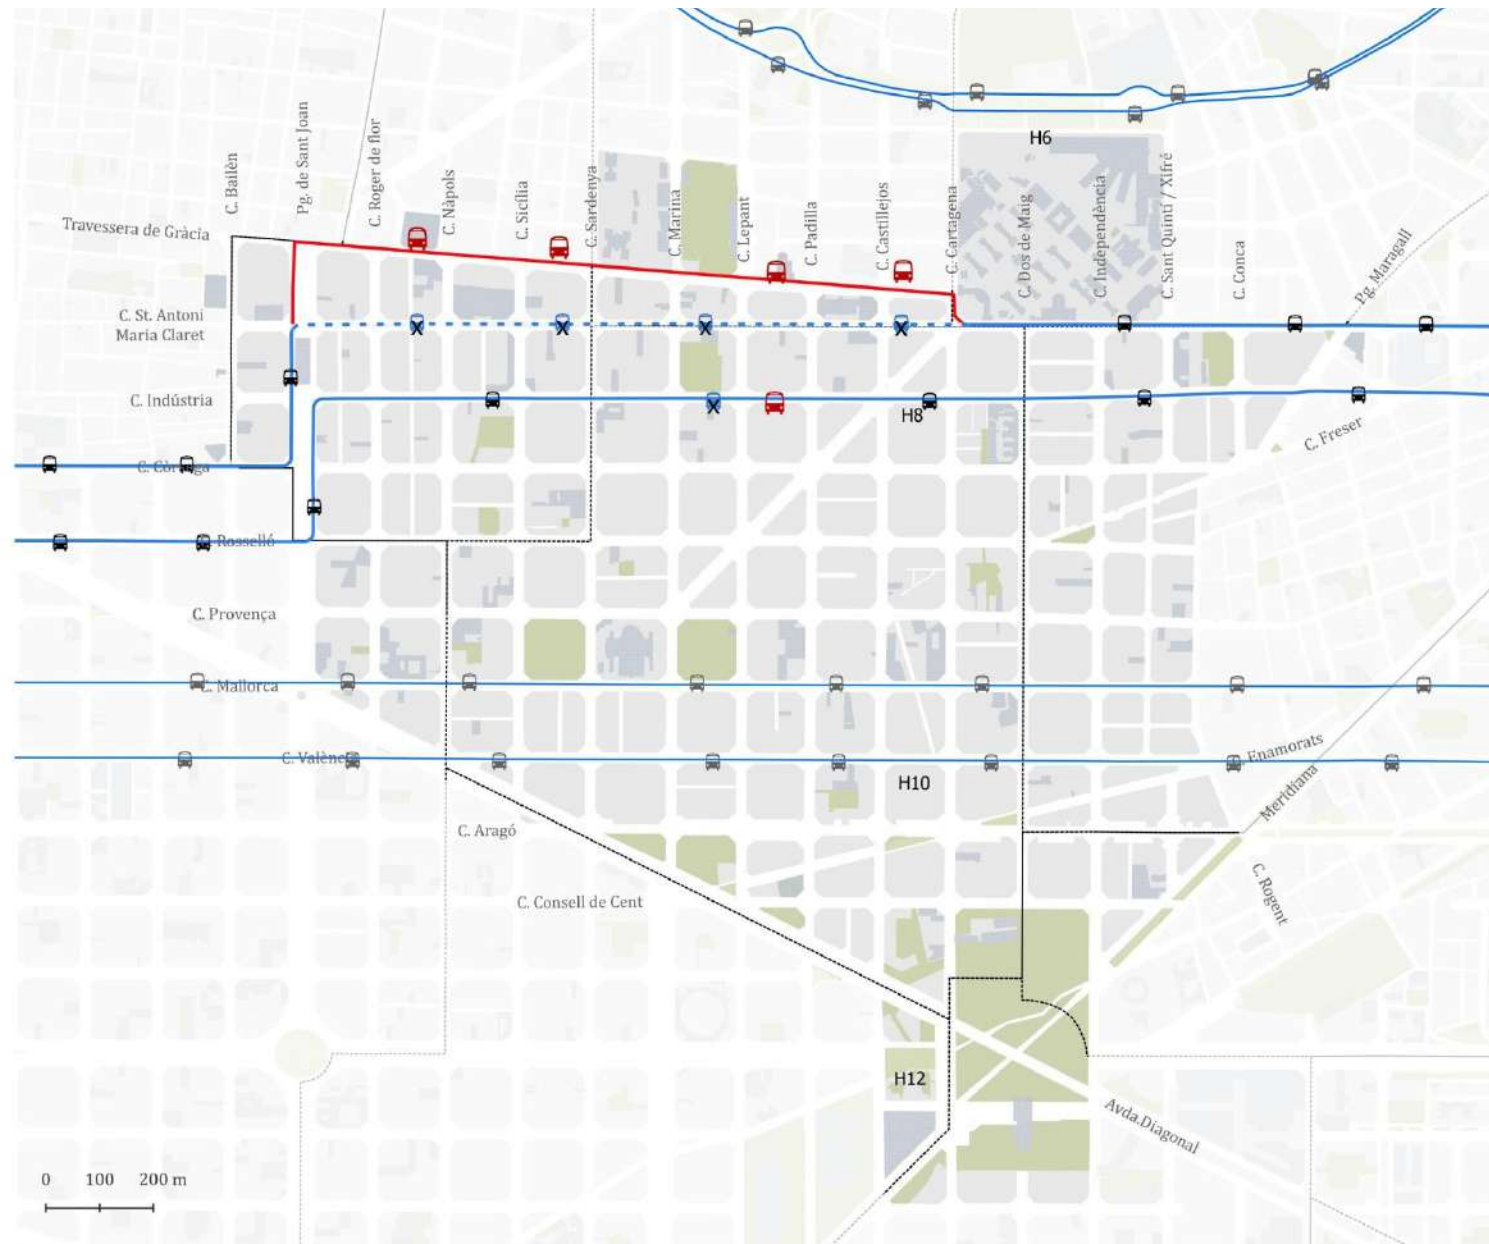 H6
C. Bailèn
Pg. de Sant Joan
C. Roger de flor
C. Nàpols
C. Sicília
C. Sardenya
C. Marina
C. Lepant
C. Padilla
C. Castillejos
C. Cartagena
C. Dos de Maig
C. Independència
C. Sant Quintí / Xifré
C. Conca
Pg. Maragall
Travessera de Gràcia
C. St. Antoni
Maria Claret
X
X
X
X
C. Indústria
X
H8
C. Freser
C. Còrsega
Rosselló
C. Provença
C. Mallorca
C. València
Enamorats
H10
Meridiana
C. Aragó
C. Rogent
C. Consell de Cent
H12
Avda.Diagonal
0 100 200 m